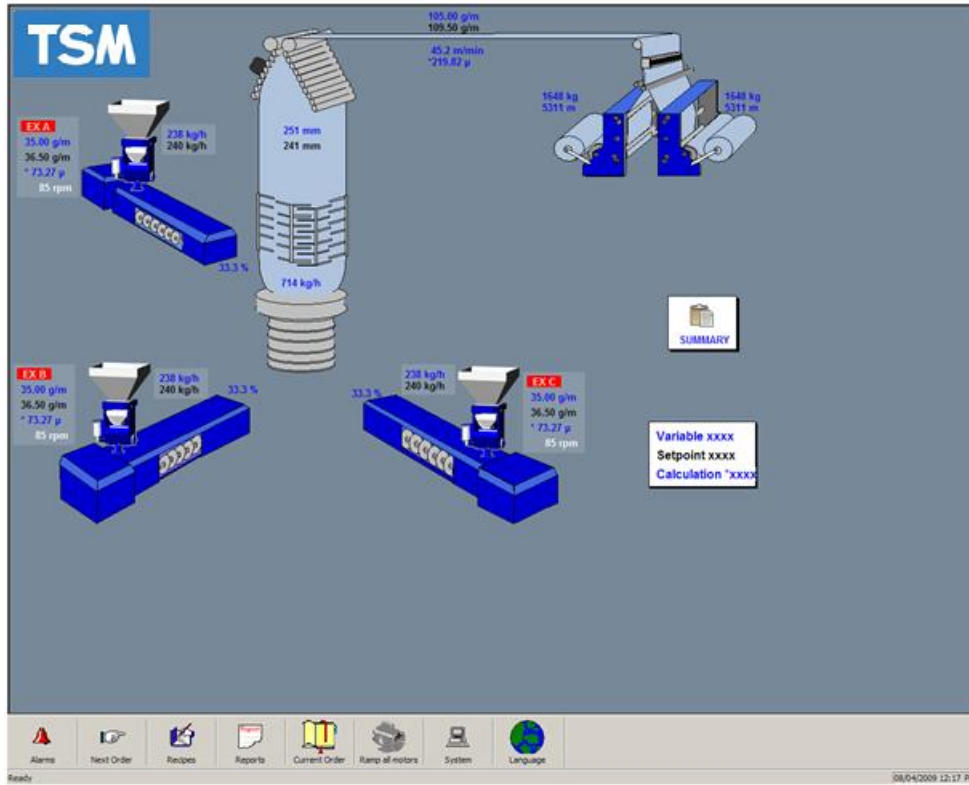 TSM
105.00 g/m
109.50 g/m
45.2 m/min
*219.82 µ
1648 kg
5311 m
1648 kg
5311 m
EX A
35.00 g/m
36.50 g/m
* 73.27 µ
85 rpm
238 kg/h
240 kg/h
33.3 %
251 mm
241 mm
714 kg/h
SUMMARY
EX B
35.00 g/m
36.50 g/m
* 73.27 µ
85 rpm
238 kg/h
240 kg/h
33.3 %
33.3 %
238 kg/h
240 kg/h
EX C
35.00 g/m
36.50 g/m
* 73.27 µ
85 rpm
Variable xxxx
Setpoint xxxx
Calculation *xxxx
Alarms
Next Order
Recipes
Reports
Current Order
Ramp all motors
System
Language
Ready
08/04/2009 12:17 P